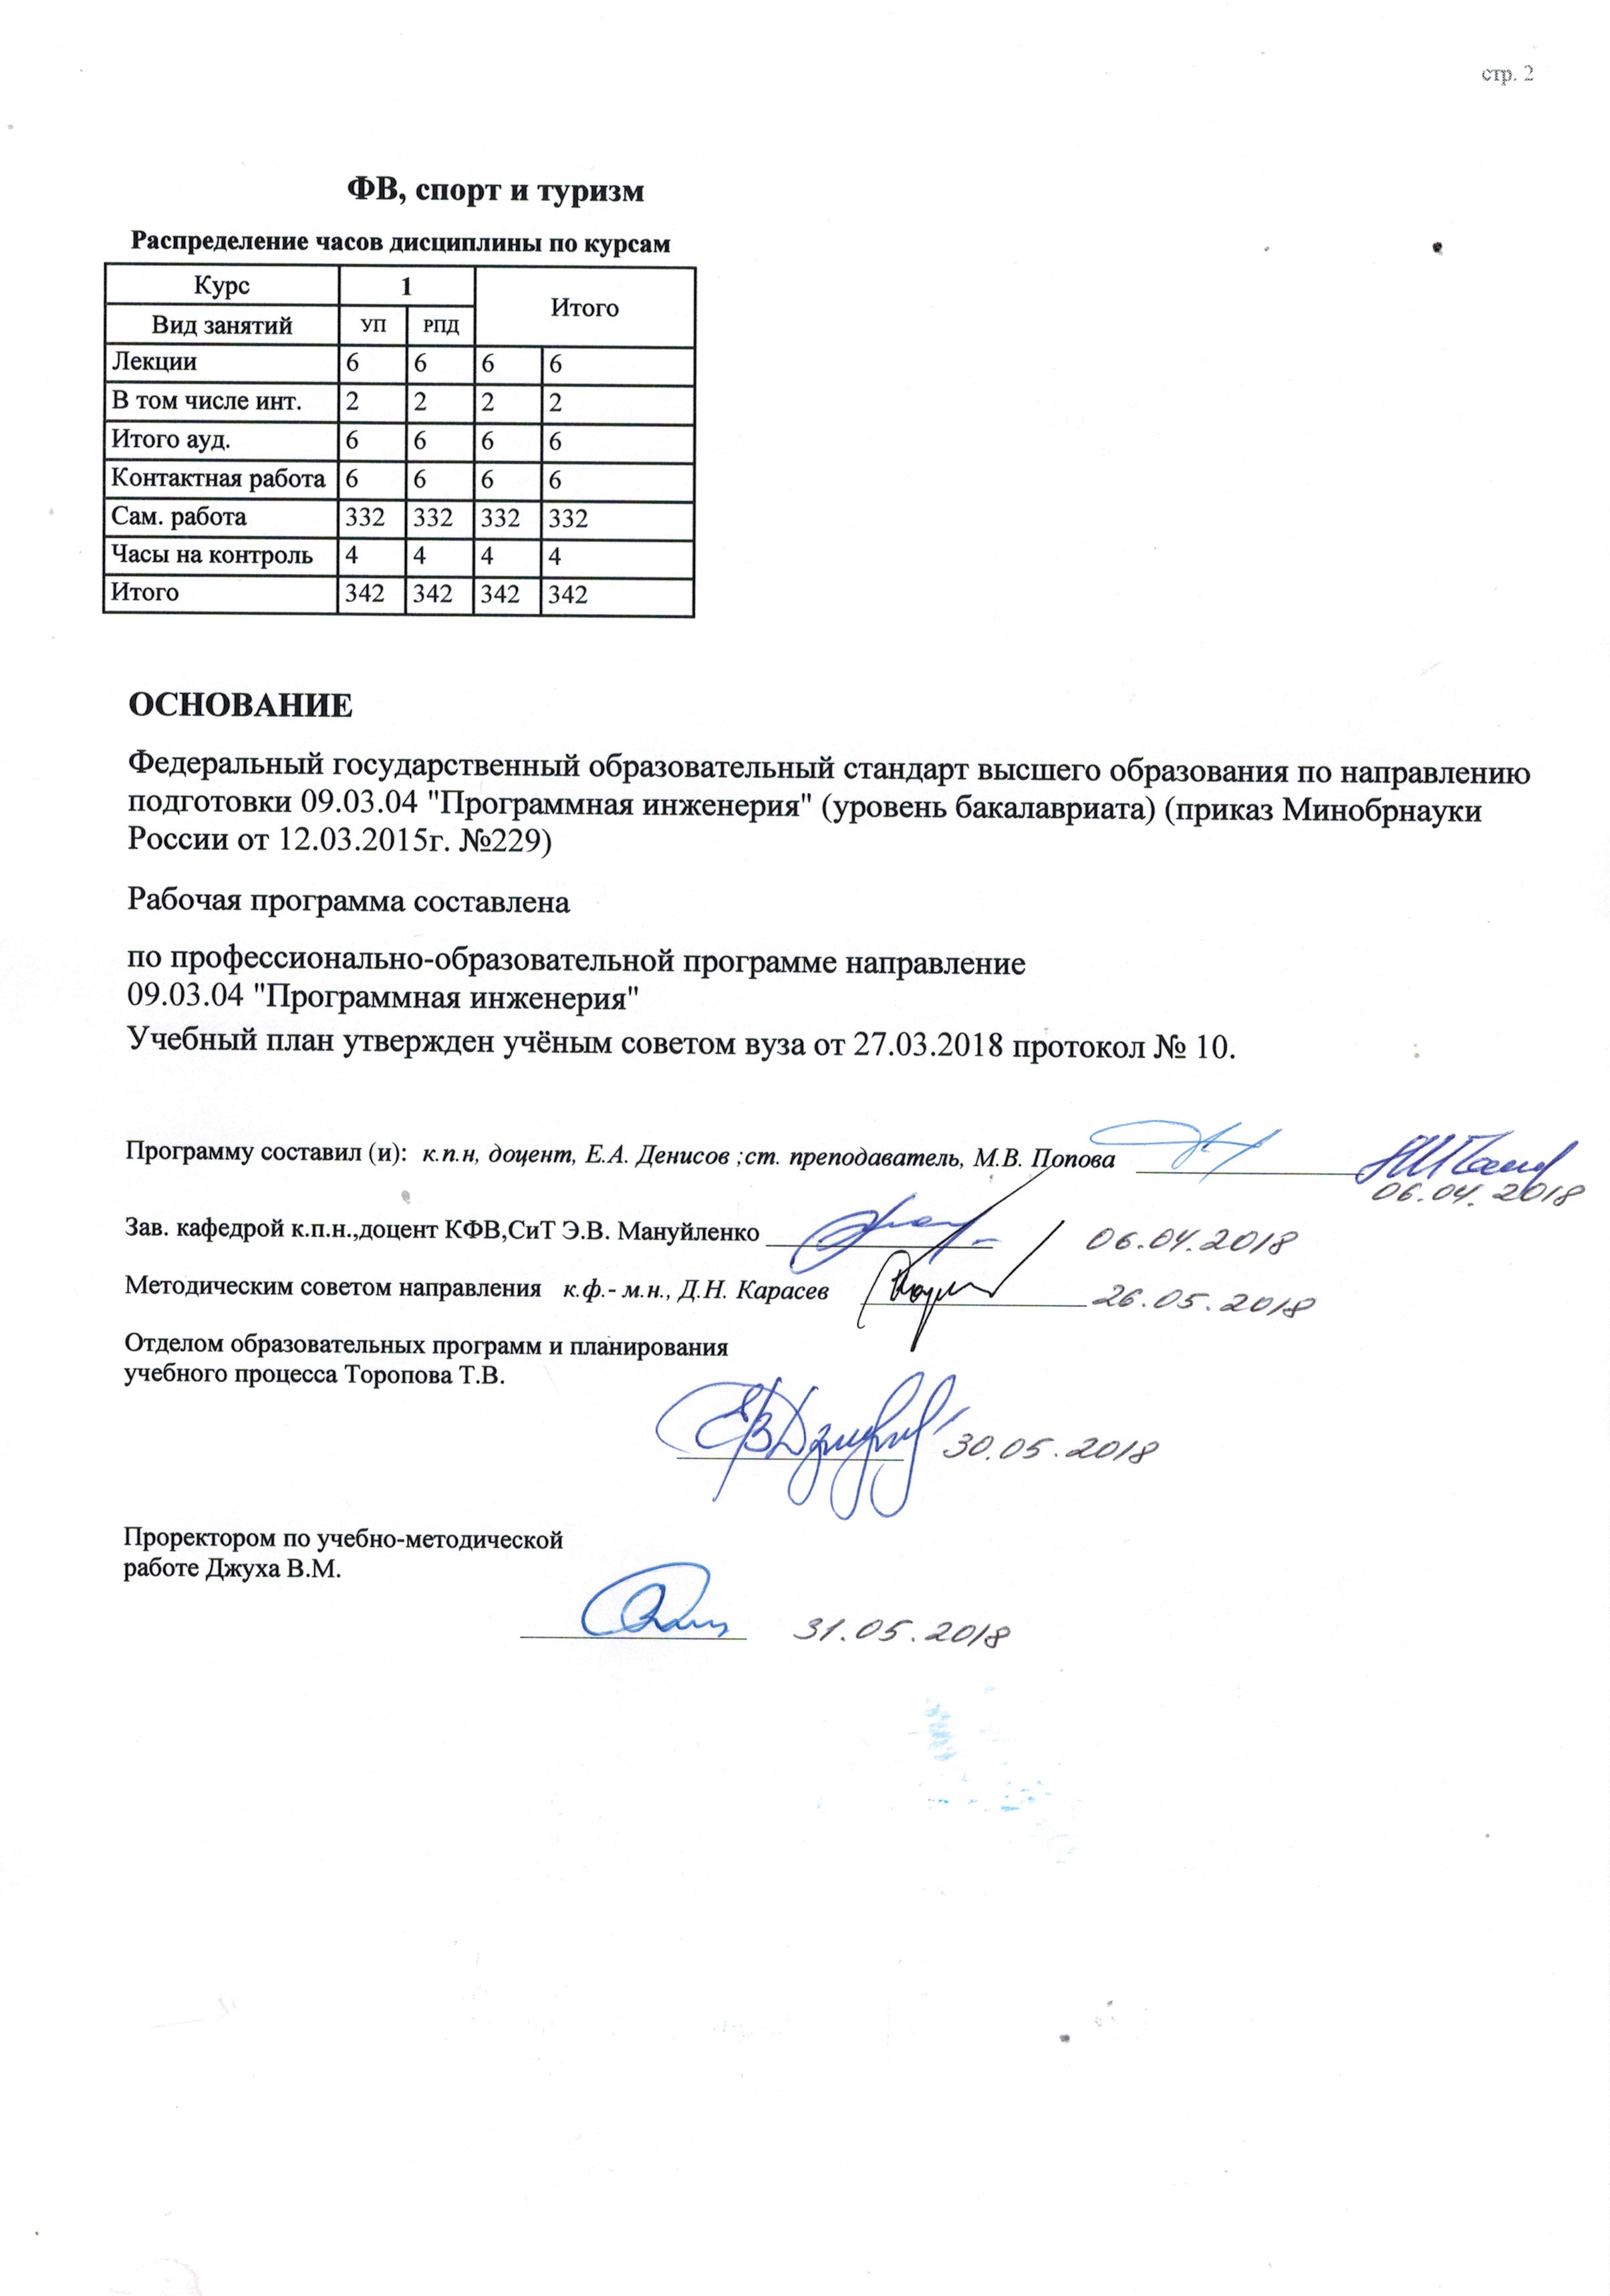 стр. 2
ФВ, спорт и туризм
Распределение часов дисциплины по курсам
Курс 1 Итого
Вид занятий УП РПД
Лекции 6 6 6 6
В том числе инт. 2 2 2 2
Итого ауд. 6 6 6 6
Контактная работа 6 6 6 6
Сам. работа 332 332 332 332
Часы на контроль 4 4 4 4
Итого 342 342 342 342
ОСНОВАНИЕ
Федеральный государственный образовательный стандарт высшего образования по направлению
подготовки 09.03.04 "Программная инженерия" (уровень бакалавриата) (приказ Минобрнауки
России от 12.03.2015г. №229)
Рабочая программа составлена
по профессионально-образовательной программе направление
09.03.04 "Программная инженерия"
Учебный план утвержден учёным советом вуза от 27.03.2018 протокол № 10.
Программу составил (и): к.п.н, доцент, Е.А. Денисов ;ст. преподаватель, М.В. Попова
06.04.2018
Зав. кафедрой к.п.н.,доцент КФВ,СиТ Э.В. Мануйленко 06.04.2018
Методическим советом направления к.ф.- м.н., Д.Н. Карасев 26.05.2018
Отделом образовательных программ и планирования
учебного процесса Торопова Т.В.
30.05.2018
Проректором по учебно-методической
работе Джуха В.М.
31.05.2018